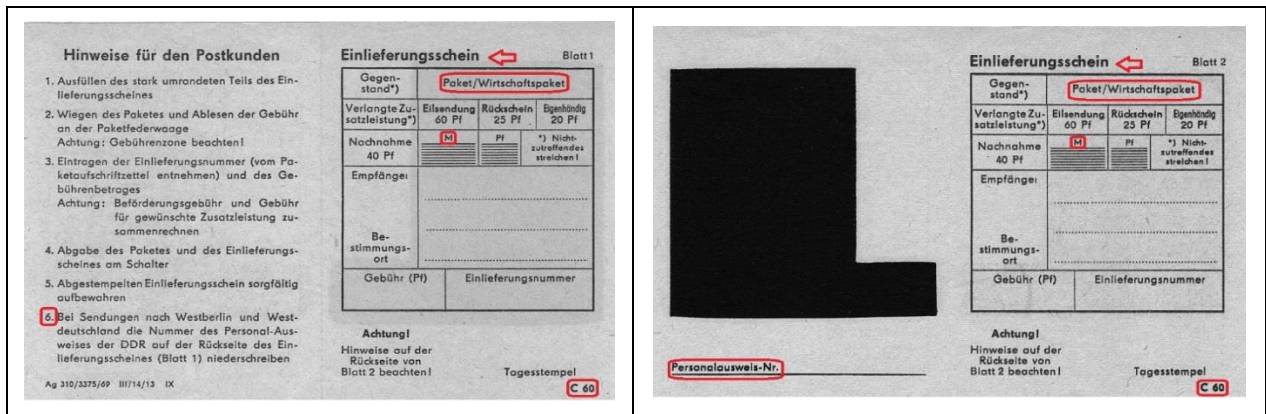 Hinweise für den Postkunden
1. Ausfüllen des stark umrandeten Teils des Ein-
lieferungsscheines
2. Wiegen des Paketes und Ablesen der Gebühr
an der Paketfederwaage
Achtung: Gebührenzone beachten!
3. Eintragen der Einlieferungsnummer (vom Pa-
ketaufschriftzettel entnehmen) und des Ge-
bührenbetrages
Achtung: Beförderungsgebühr und Gebühr
für gewünschte Zusatzleistung zu-
sammenrechnen
4. Abgabe des Paketes und des Einlieferungs-
scheines am Schalter
5. Abgestempelten Einlieferungsschein sorgfältig
aufbewahren
6. Bei Sendungen nach Westberlin und West-
deutschland die Nummer des Personal-Aus-
weises der DDR auf der Rückseite des Ein-
lieferungsscheines (Blatt 1) niederschreiben
Ag 310/3375/69 III/14/13 IX
Einlieferungsschein Blatt 1
Gegen-
stand*)
Paket/Wirtschaftspaket
Verlangte Zu-
satzleistung*)
Eilsendung
60 Pf
Rückschein
25 Pf
Eigenhändig
20 Pf
Nachnahme
40 Pf
M
Pf
*) Nicht-
zutreffendes
streichen!
Empfänger
Be-
stimmungs-
ort
Gebühr (Pf) Einlieferungsnummer
Achtung!
Hinweise auf der
Rückseite von
Blatt 2 beachten!
Tagesstempel
C 60
Personalausweis-Nr.
Einlieferungsschein Blatt 2
Gegen-
stand*)
Paket/Wirtschaftspaket
Verlangte Zu-
satzleistung*)
Eilsendung
60 Pf
Rückschein
25 Pf
Eigenhändig
20 Pf
Nachnahme
40 Pf
M
Pf
*) Nicht-
zutreffendes
streichen!
Empfänger
Be-
stimmungs-
ort
Gebühr (Pf) Einlieferungsnummer
Achtung!
Hinweise auf der
Rückseite von
Blatt 2 beachten!
Tagesstempel
C 60